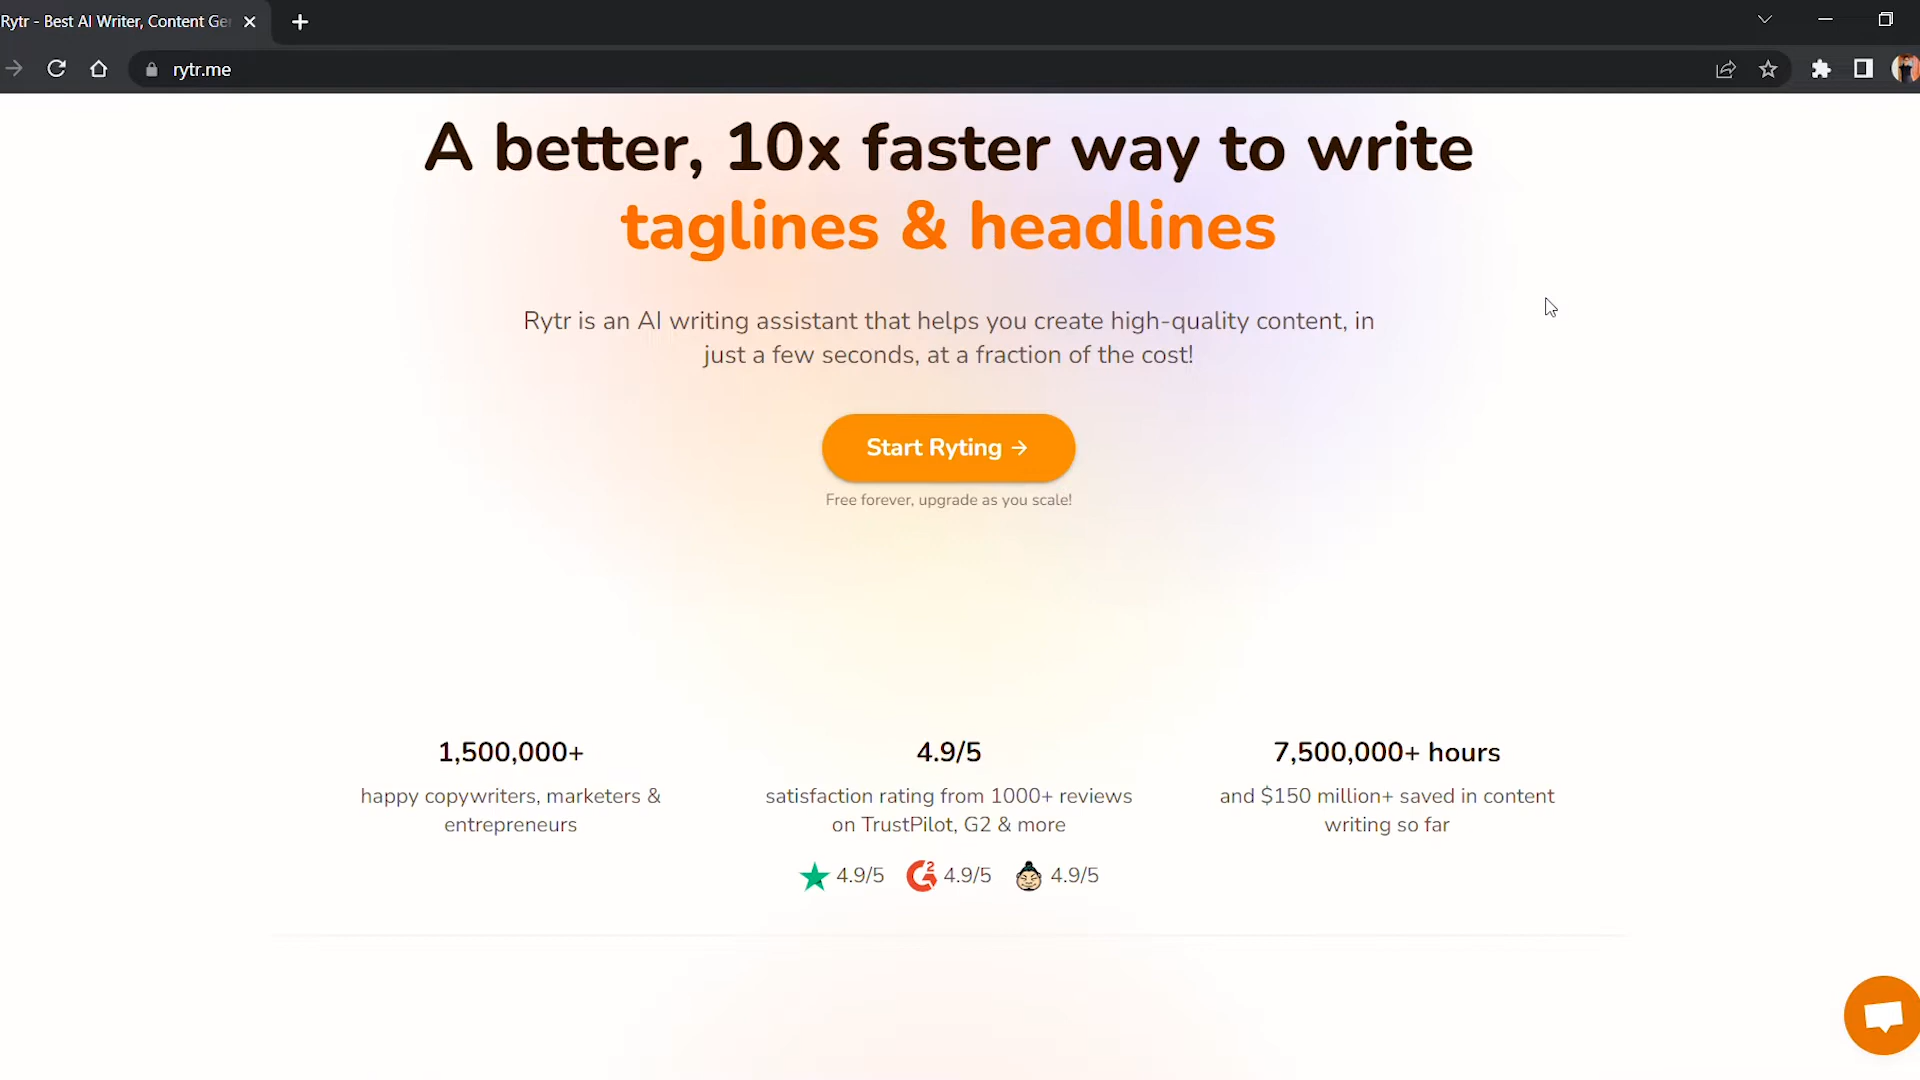 Rytr - Best AI Writer, Content Ge
rytr.me
A better, 10x faster way to write
taglines & headlines
Rytr is an AI writing assistant that helps you create high-quality content, in
just a few seconds, at a fraction of the cost!
Start Ryting →
Free forever, upgrade as you scale!
1,500,000+
happy copywriters, marketers &
entrepreneurs
4.9/5
satisfaction rating from 1000+ reviews
on TrustPilot, G2 & more
4.9/5 G2 4.9/5 4.9/5
7,500,000+ hours
and $150 million+ saved in content
writing so far